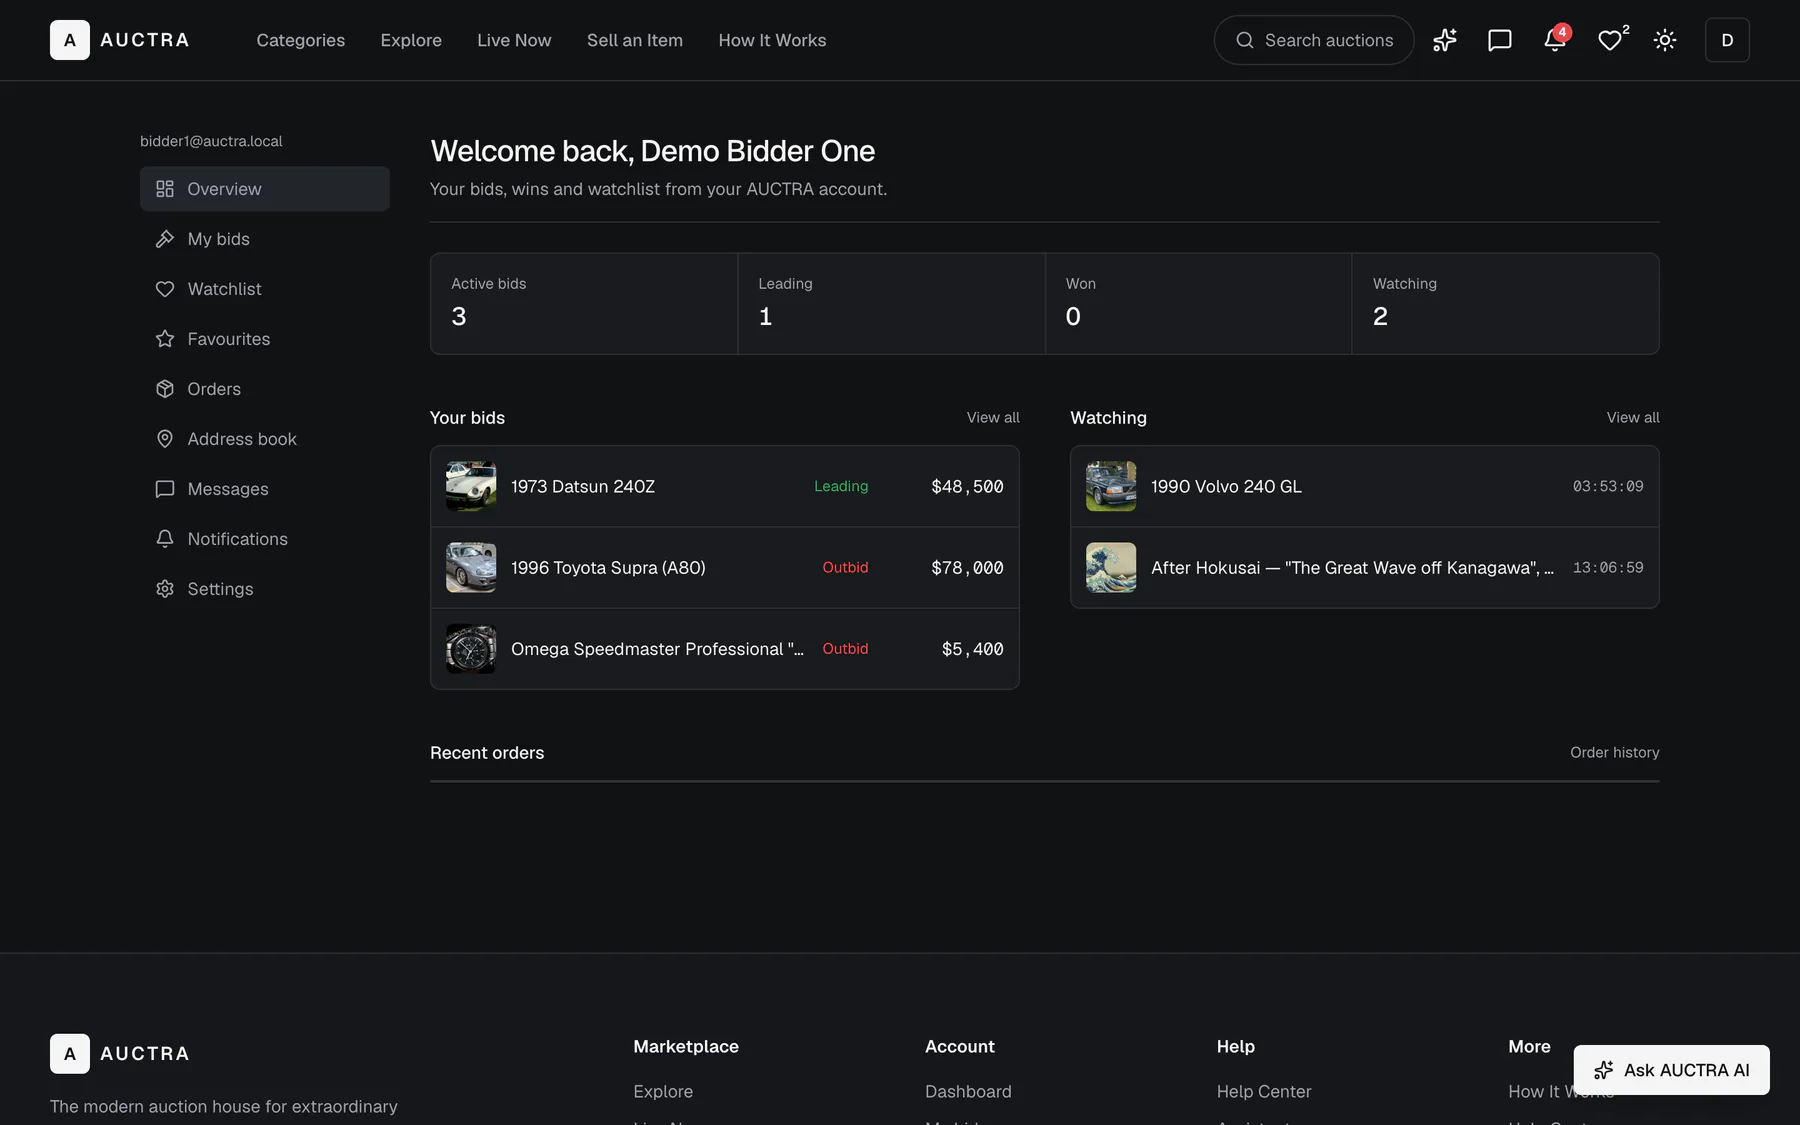 A AUCTRA
Categories
Explore
Live Now
Sell an Item
How It Works
Search auctions
4
2
D
bidder1@auctra.local
Overview
My bids
Watchlist
Favourites
Orders
Address book
Messages
Notifications
Settings
Welcome back, Demo Bidder One
Your bids, wins and watchlist from your AUCTRA account.
Active bids
3
Leading
1
Won
0
Watching
2
Your bids
View all
1973 Datsun 240Z Leading $48,500
1996 Toyota Supra (A80) Outbid $78,000
Omega Speedmaster Professional "... Outbid $5,400
Watching
View all
1990 Volvo 240 GL 03:53:09
After Hokusai — "The Great Wave off Kanagawa", ... 13:06:59
Recent orders
Order history
A AUCTRA
The modern auction house for extraordinary
Marketplace
Explore
Account
Dashboard
Help
Help Center
More
How It
Ask AUCTRA AI